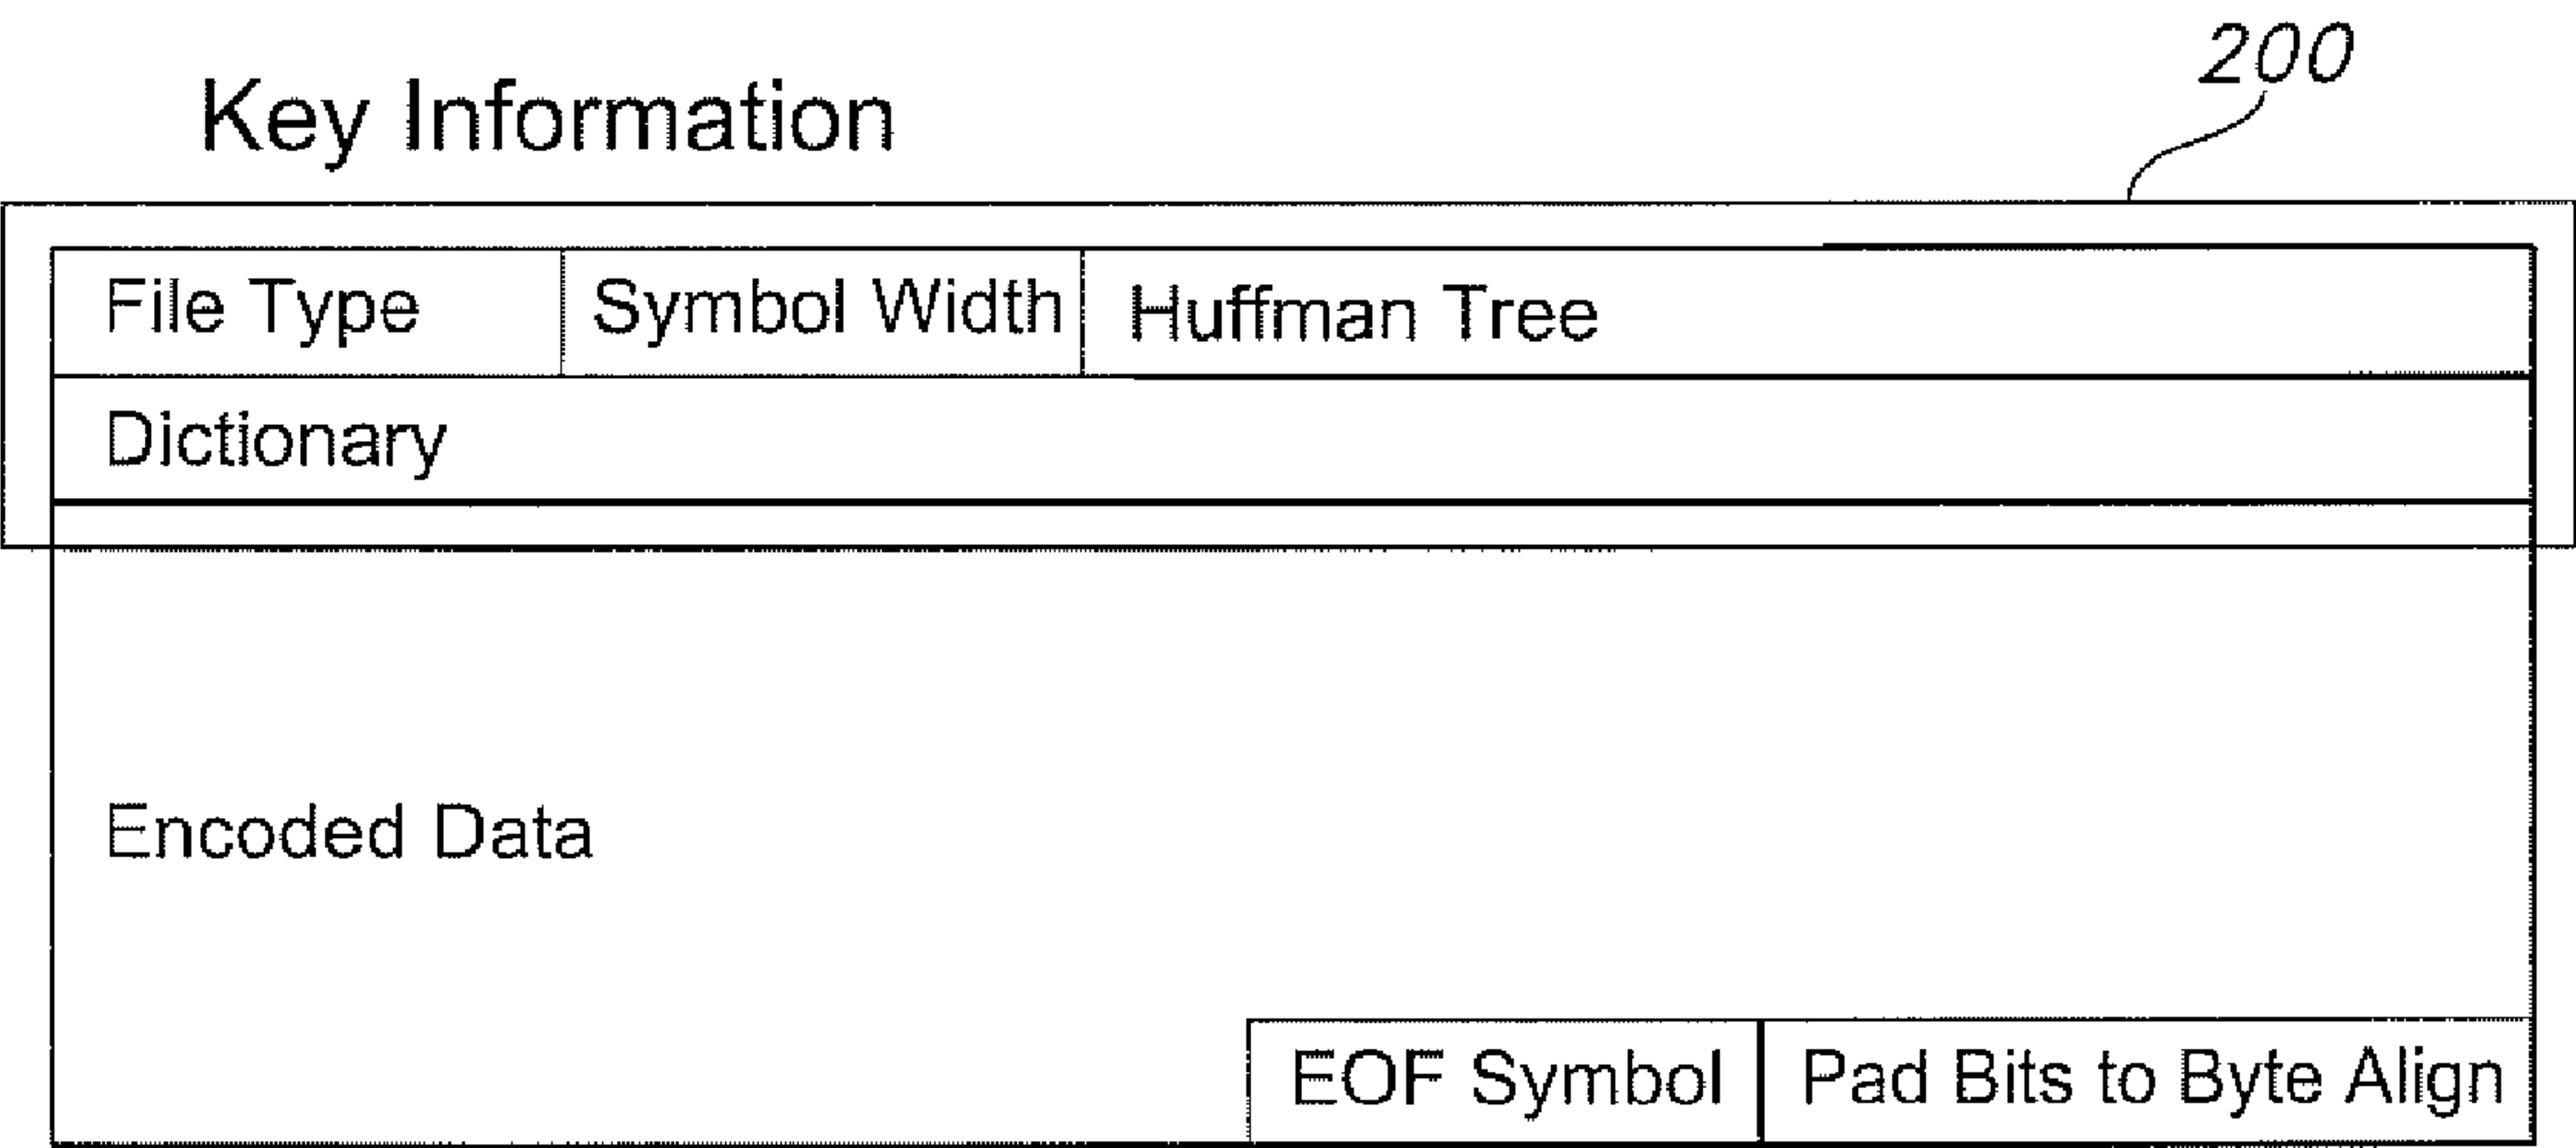 200
Key Information
File Type Symbol Width Huffman Tree
Dictionary
Encoded Data
EOF Symbol Pad Bits to Byte Align